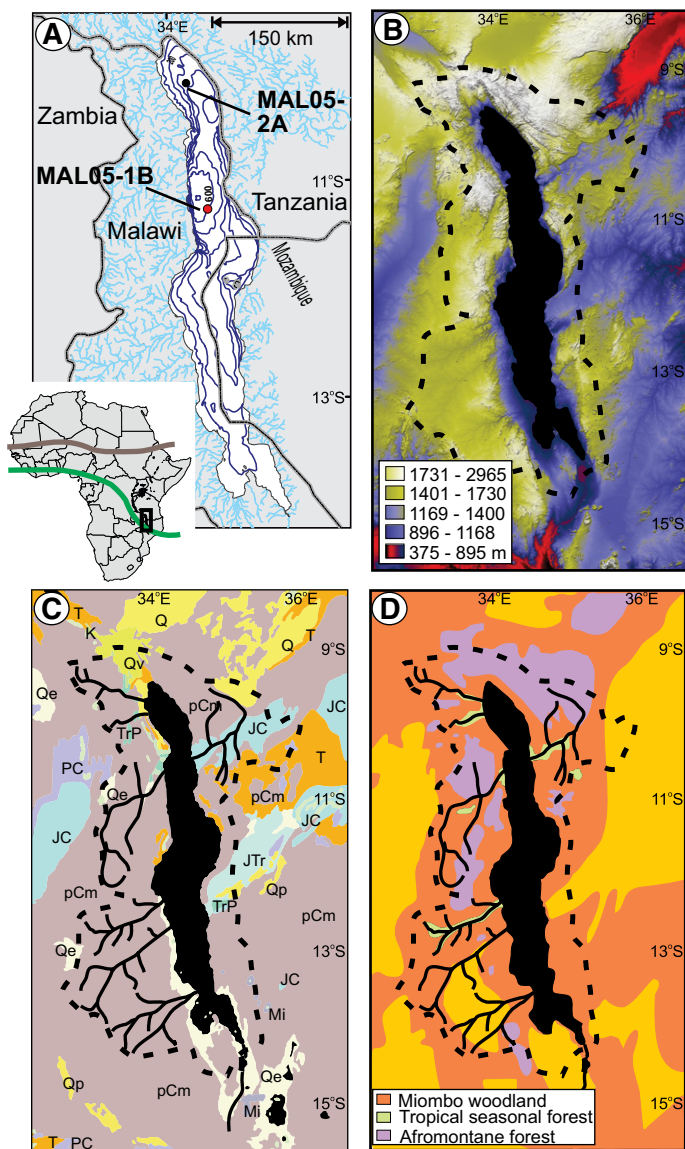 A
34°E
150 km
MAL05-
2A
Zambia
MAL05-1B
600
11°S
Tanzania
Malawi
Mozambique
13°S
B
34°E
36°E
9°S
11°S
13°S
15°S
1731 - 2965
1401 - 1730
1169 - 1400
896 - 1168
375 - 895 m
C
34°E
36°E
T
Q
K
Q
T
9°S
Qv
Qe
pCm
JC
JC
TrP
T
PC
Qe
pCm
11°S
JC
JTr
pCm
Qp
TrP
pCm
Qe
13°S
JC
Mi
Qp
pCm
Qe
Mi
15°S
T
PC
D
34°E
36°E
9°S
11°S
13°S
15°S
Miombo woodland
Tropical seasonal forest
Afromontane forest